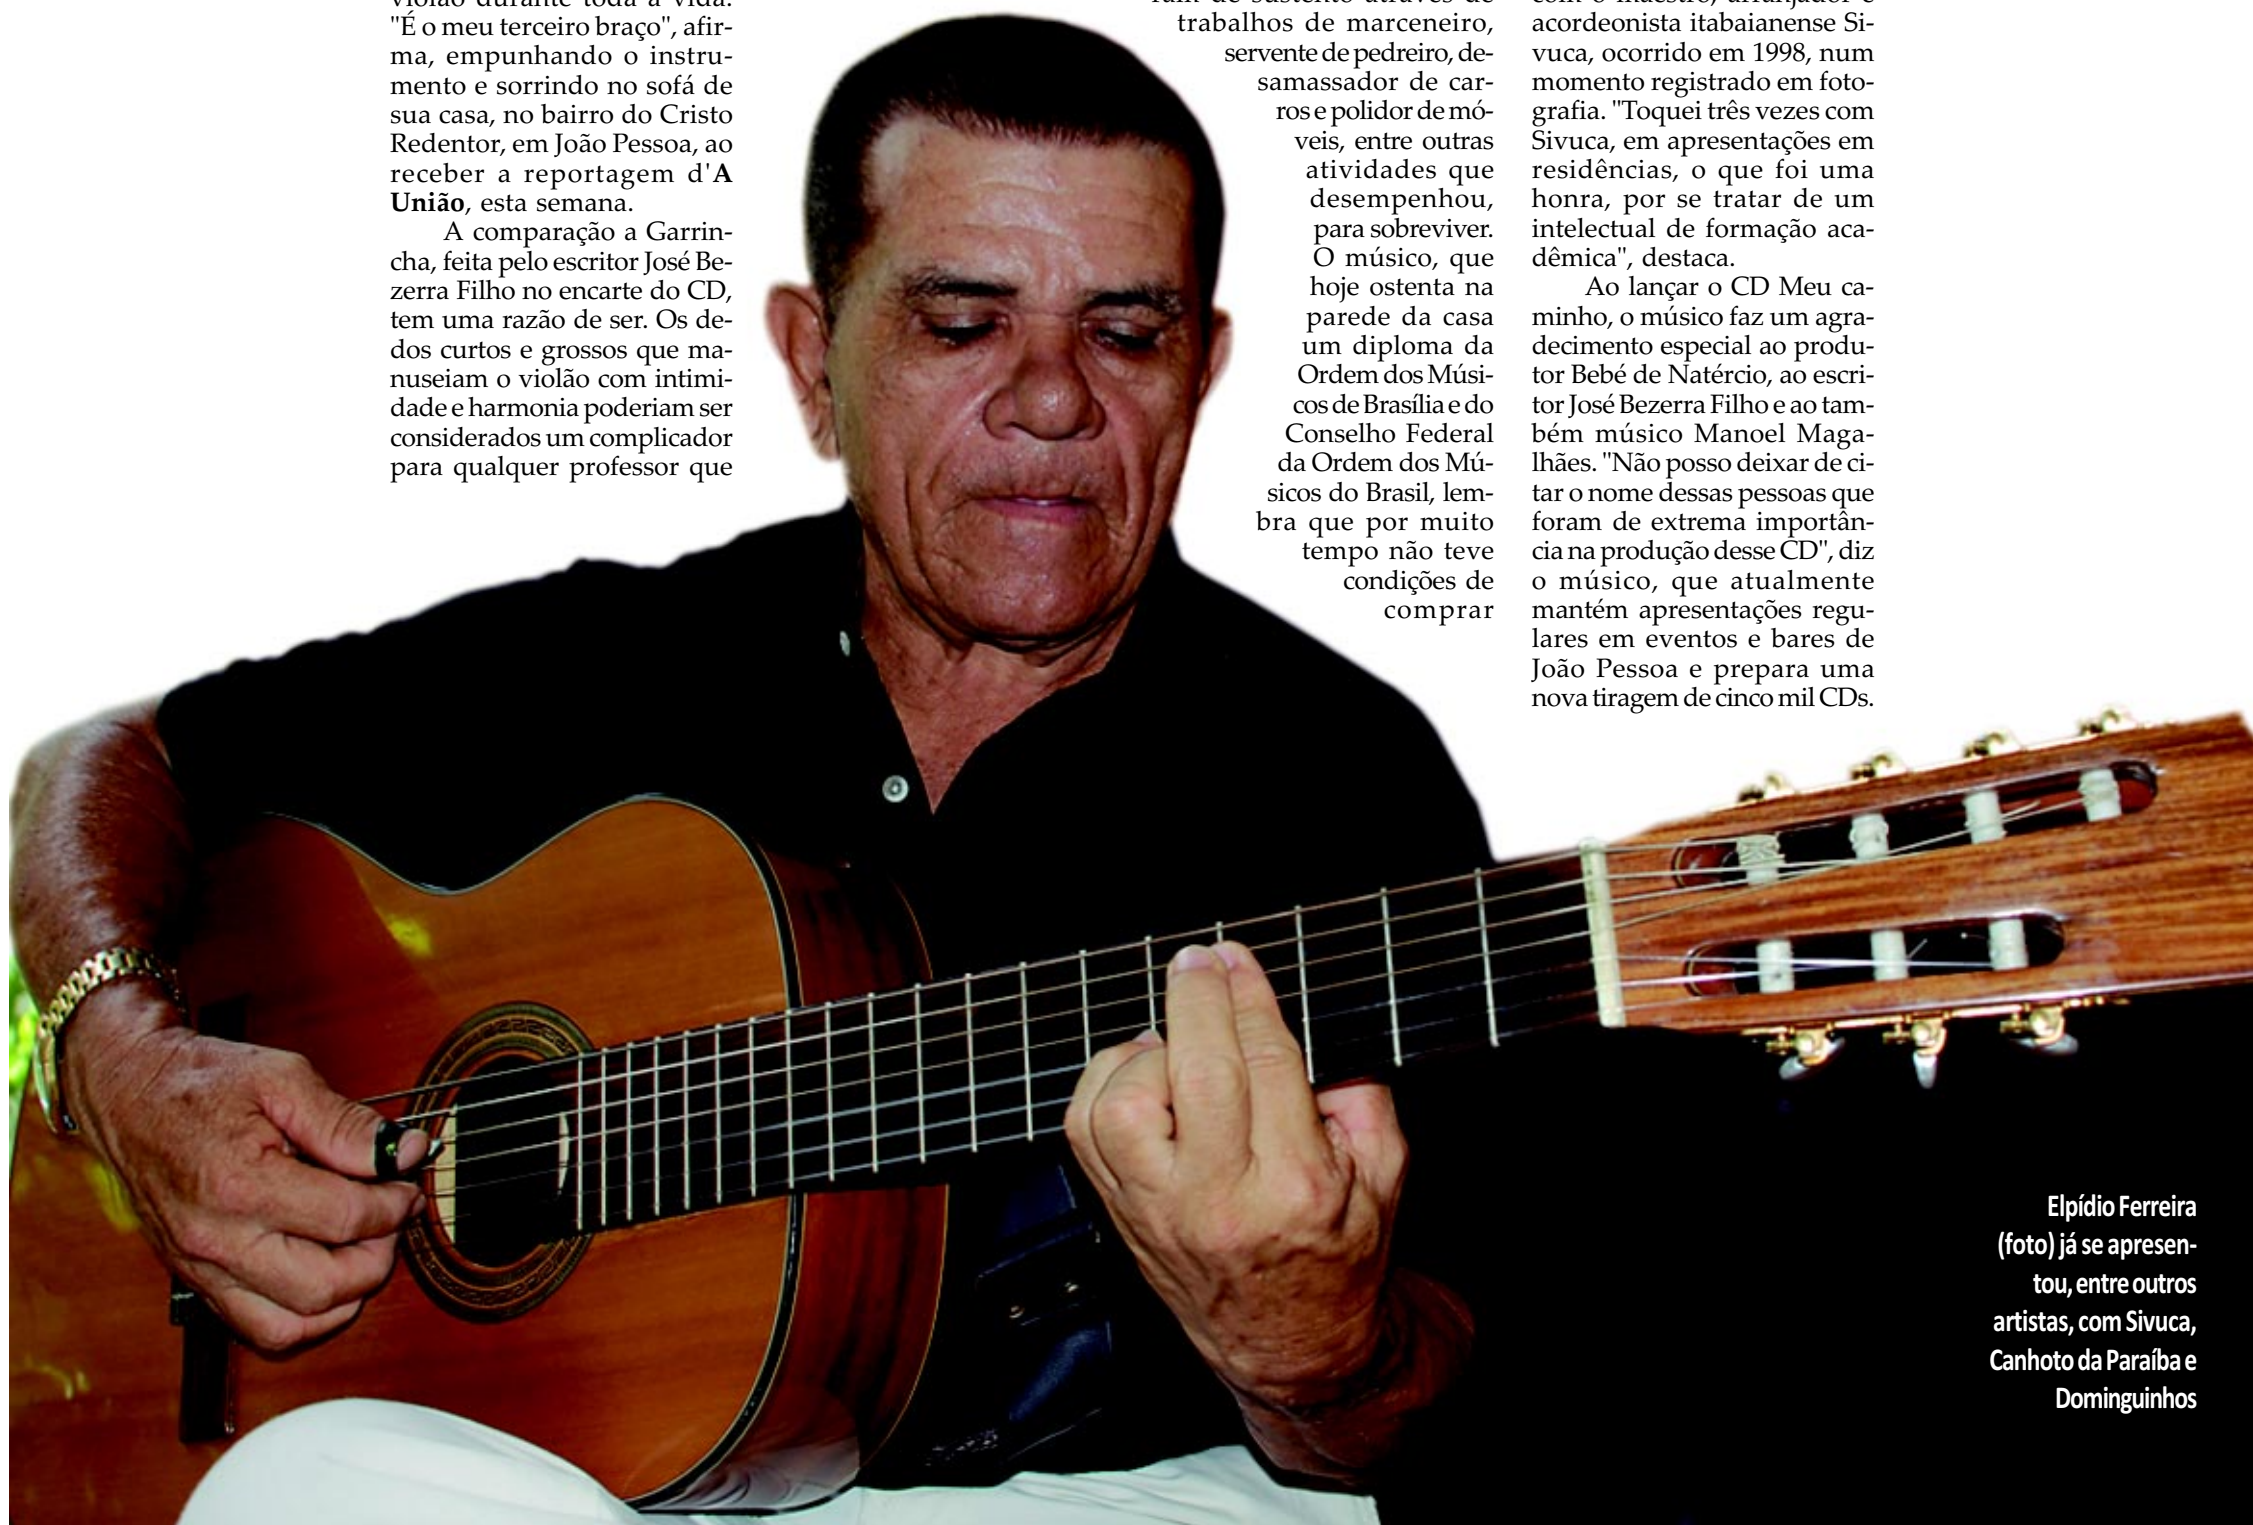 violão durante toda a vida.
"É o meu terceiro braço", afir-
ma, empunhando o instru-
mento e sorrindo no sofá de
sua casa, no bairro do Cristo
Redentor, em João Pessoa, ao
receber a reportagem d'A
União, esta semana.
A comparação a Garrin-
cha, feita pelo escritor José Be-
zerra Filho no encarte do CD,
tem uma razão de ser. Os de-
dos curtos e grossos que ma-
nuseiam o violão com intimi-
dade e harmonia poderiam ser
considerados um complicador
para qualquer professor que
de sustento através de
trabalhos de marceneiro,
servente de pedreiro, de-
samassador de car-
ros e polidor de mó-
veis, entre outras
atividades que
desempenhou,
para sobreviver.
O músico, que
hoje ostenta na
parede da casa
um diploma da
Ordem dos Músi-
cos de Brasília e do
Conselho Federal
da Ordem dos Mú-
sicos do Brasil, lem-
bra que por muito
tempo não teve
condições de
comprar
com o maestro, arranjador e
acordeonista itabaianense Si-
vuca, ocorrido em 1998, num
momento registrado em foto-
grafia. "Toquei três vezes com
Sivuca, em apresentações em
residências, o que foi uma
honra, por se tratar de um
intelectual de formação aca-
dêmica", destaca.
Ao lançar o CD Meu ca-
minho, o músico faz um agra-
decimento especial ao produ-
tor Bebé de Natércio, ao escri-
tor José Bezerra Filho e ao tam-
bém músico Manoel Maga-
lhães. "Não posso deixar de ci-
tar o nome dessas pessoas que
foram de extrema importân-
cia na produção desse CD", diz
o músico, que atualmente
mantém apresentações regu-
lares em eventos e bares de
João Pessoa e prepara uma
nova tiragem de cinco mil CDs.
Elpídio Ferreira
(foto) já se apresen-
tou, entre outros
artistas, com Sivuca,
Canhoto da Paraíba e
Dominguinhos